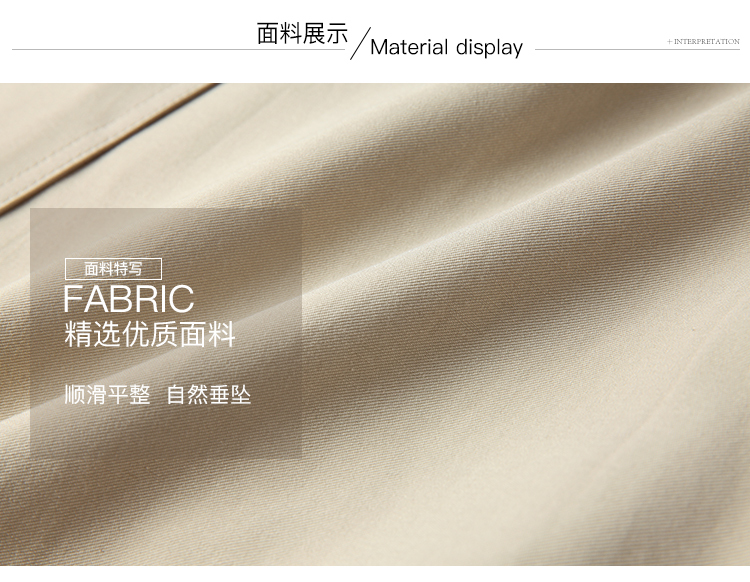 面料展示
Material display
+ INTERPRETATION
面料特写
FABRIC
精选优质面料
顺滑平整 自然垂坠